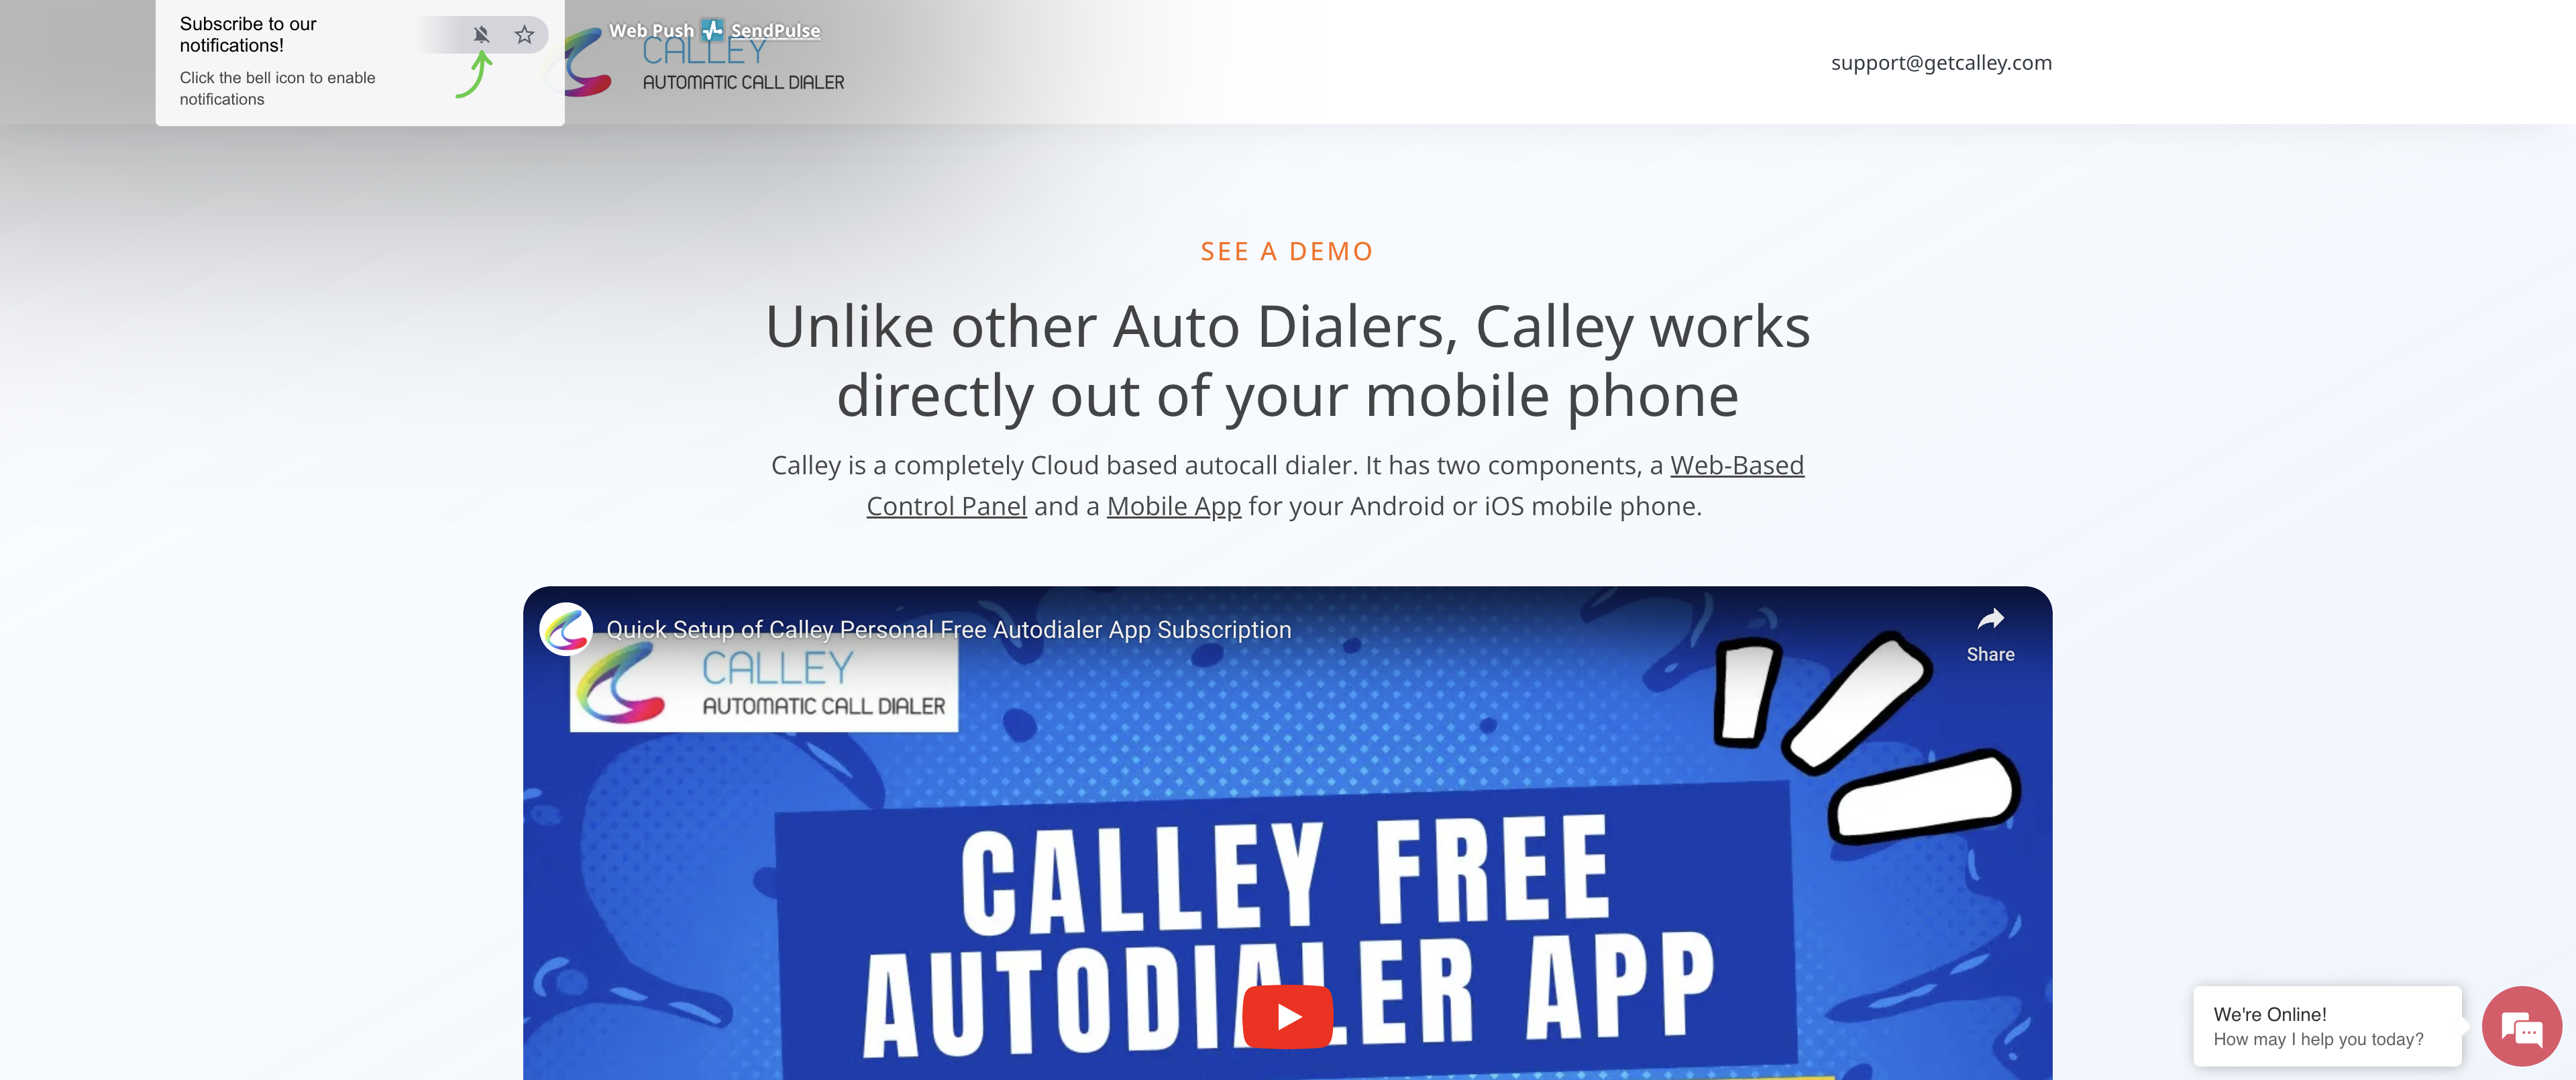 Subscribe to our
notifications!
Click the bell icon to enable
notifications
Web Push SendPulse
CALLEY
AUTOMATIC CALL DIALER
support@getcalley.com
SEE A DEMO
Unlike other Auto Dialers, Calley works
directly out of your mobile phone
Calley is a completely Cloud based autocall dialer. It has two components, a Web-Based
Control Panel and a Mobile App for your Android or iOS mobile phone.
Quick Setup of Calley Personal Free Autodialer App Subscription
Share
CALLEY
AUTOMATIC CALL DIALER
CALLEY FREE
AUTODIALER APP
We're Online!
How may I help you today?